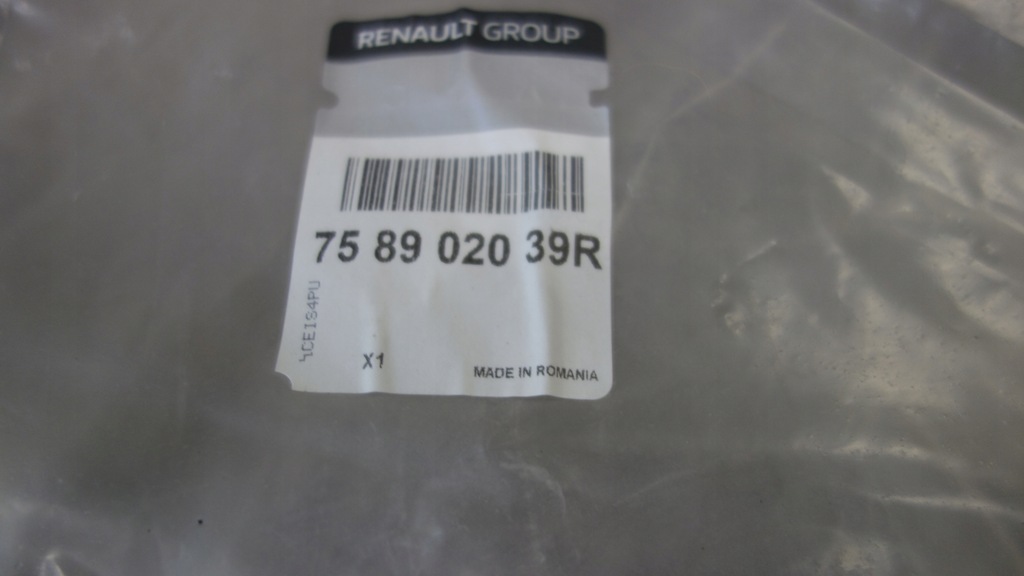 RENAULT GROUP
75 89 020 39R
X1
MADE IN ROMANIA